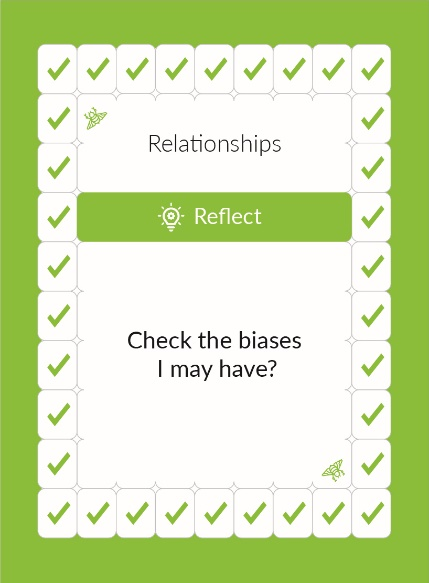 Relationships
Reflect
Check the biases
I may have?